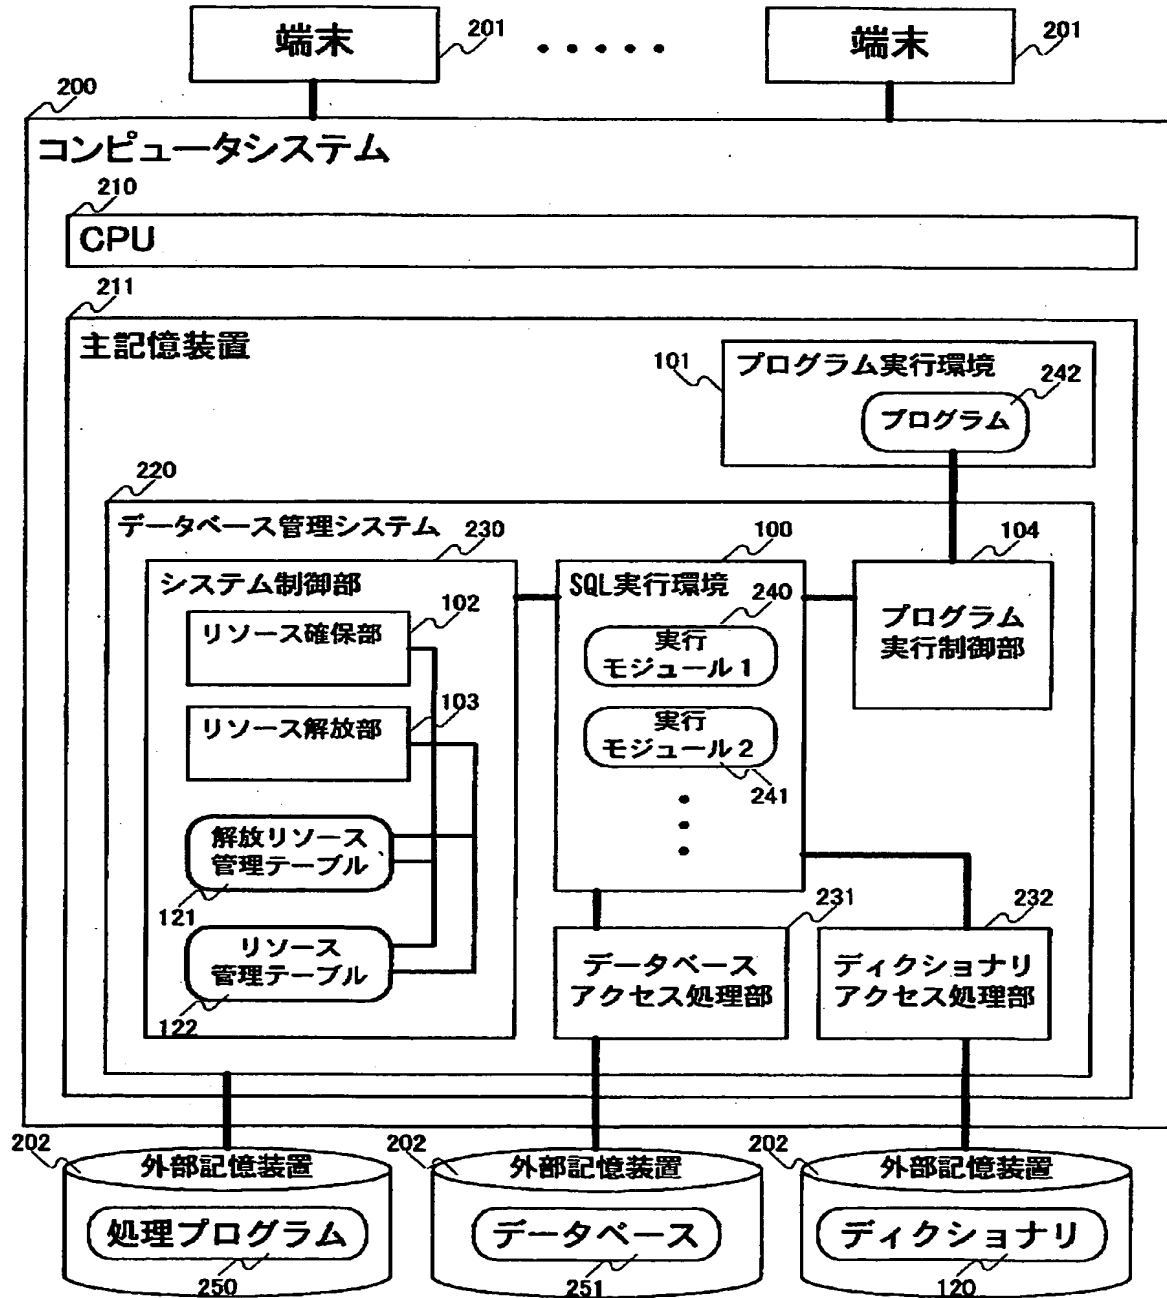 端末
201
端末
201
200
コンピュータシステム
210
CPU
211
主記憶装置
101
プログラム実行環境
242
プログラム
220
データベース管理システム
230
100
104
システム制御部
SQL実行環境
プログラム
実行制御部
102
リソース確保部
240
実行
モジュール1
103
リソース解放部
実行
モジュール2
241
解放リソース
管理テーブル
121
リソース
管理テーブル
122
231
データベース
アクセス処理部
232
ディクショナリ
アクセス処理部
202
外部記憶装置
処理プログラム
250
202
外部記憶装置
データベース
251
202
外部記憶装置
ディクショナリ
120